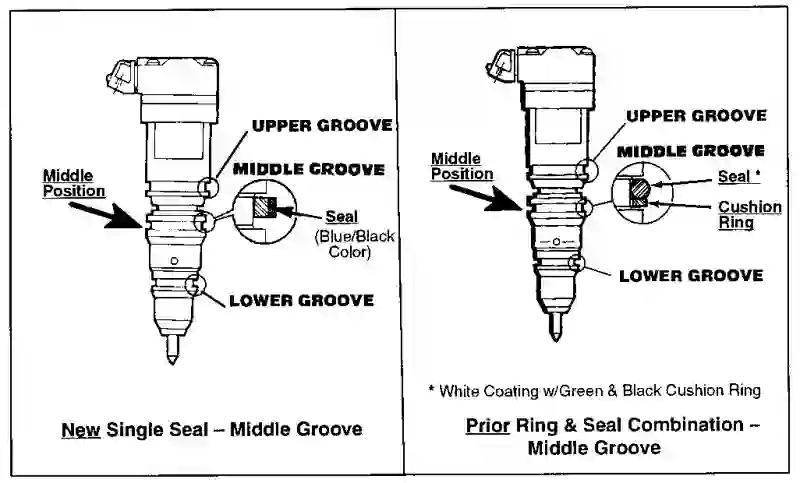 UPPER GROOVE
MIDDLE GROOVE
Middle
Position
Seal
(Blue/Black
Color)
LOWER GROOVE
New Single Seal – Middle Groove
UPPER GROOVE
MIDDLE GROOVE
Middle
Position
Seal *
Cushion
Ring
LOWER GROOVE
* White Coating w/Green & Black Cushion Ring
Prior Ring & Seal Combination –
Middle Groove